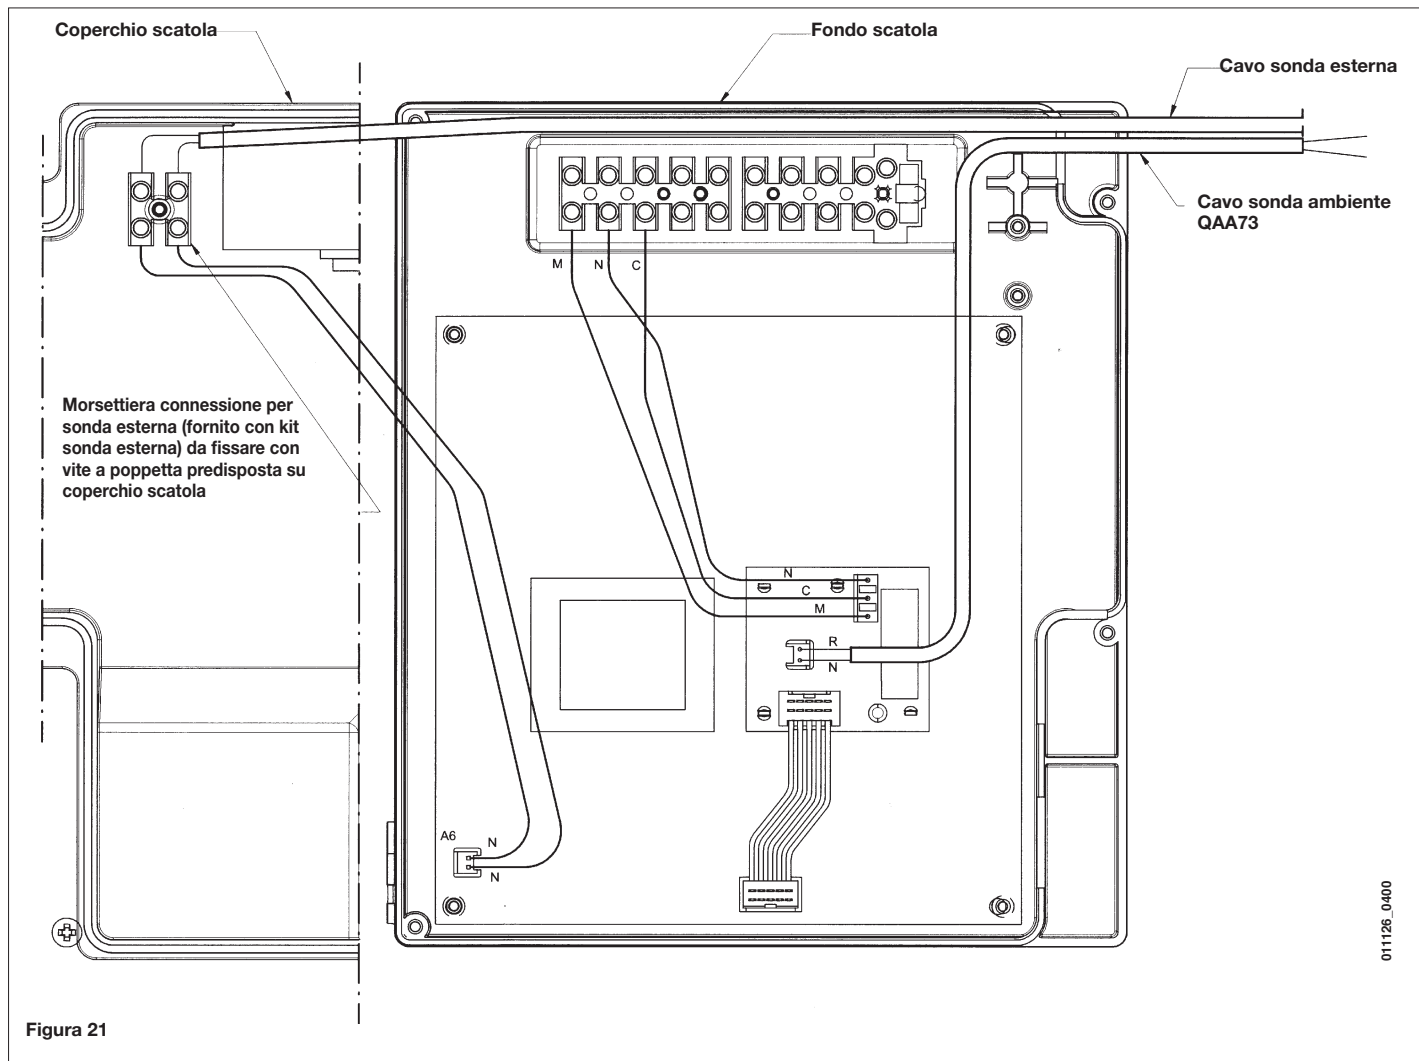 Coperchio scatola
Fondo scatola
Cavo sonda esterna
Cavo sonda ambiente
QAA73
M
N
C
Morsettiera connessione per
sonda esterna (fornito con kit
sonda esterna) da fissare con
vite a poppetta predisposta su
coperchio scatola
N
C
M
R
N
A6
N
N
011126_0400
Figura 21